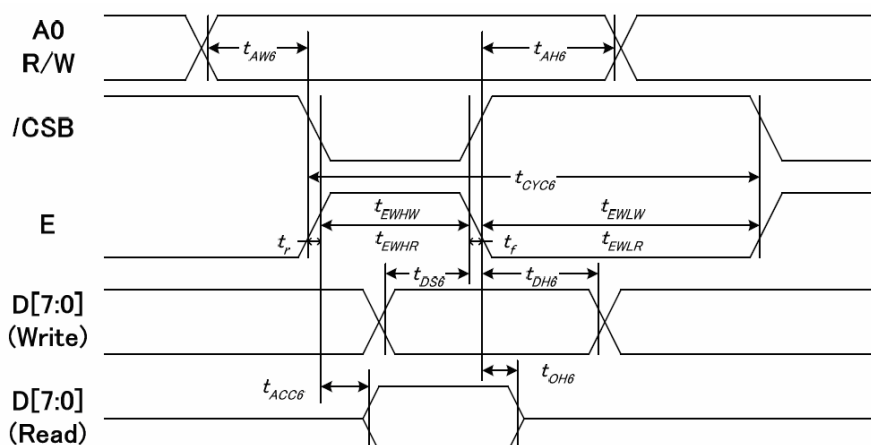 A0
R/W
tAW6
tAH6
/CSB
tCYC6
E
tr
tEWHW
tEWHR
tf
tEWLW
tEWLR
tDS6
tDH6
D[7:0]
(Write)
tACC6
tOH6
D[7:0]
(Read)